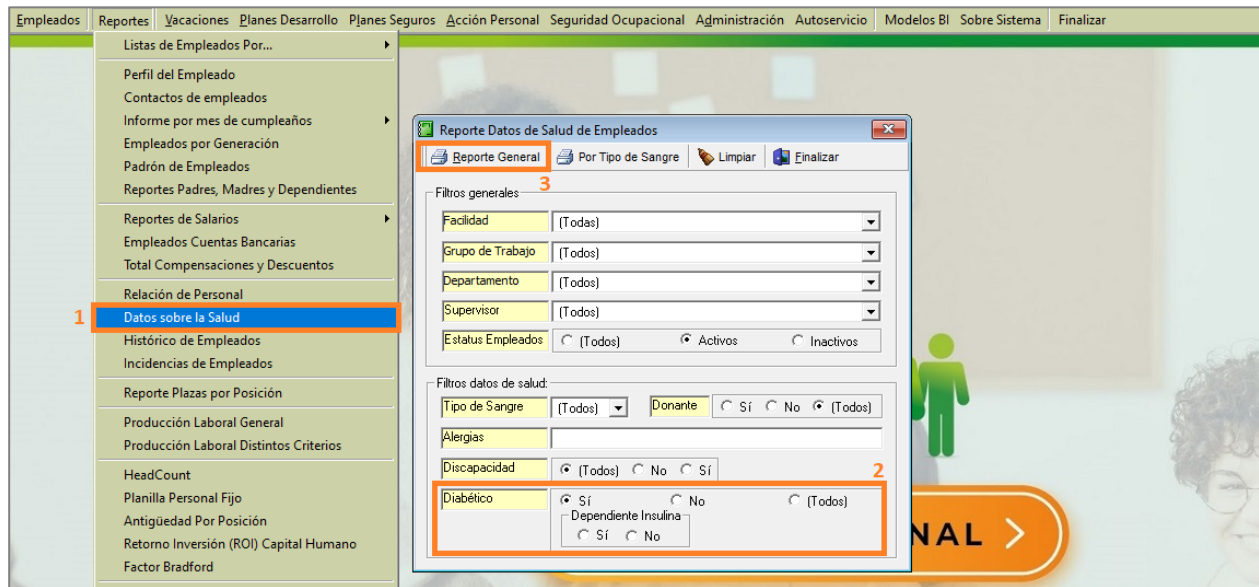 Empleados Reportes Vacaciones Planes Desarrollo Planes Seguros Acción Personal Seguridad Ocupacional Administración Autoservicio Modelos BI Sobre Sistema Finalizar
Listas de Empleados Por...
Perfil del Empleado
Contactos de empleados
Informe por mes de cumpleaños
Empleados por Generación
Padrón de Empleados
Reportes Padres, Madres y Dependientes
Reportes de Salarios
Empleados Cuentas Bancarias
Total Compensaciones y Descuentos
Relación de Personal
1 Datos sobre la Salud
Histórico de Empleados
Incidencias de Empleados
Reporte Plazas por Posición
Producción Laboral General
Producción Laboral Distintos Criterios
HeadCount
Planilla Personal Fijo
Antigüedad Por Posición
Retorno Inversión (ROI) Capital Humano
Factor Bradford
Reporte Datos de Salud de Empleados
Reporte General Por Tipo de Sangre Limpiar Finalizar
3
Filtros generales
Facilidad (Todas)
Grupo de Trabajo (Todos)
Departamento (Todos)
Supervisor (Todos)
Estatus Empleados (Todos) Activos Inactivos
Filtros datos de salud:
Tipo de Sangre (Todos) Donante Sí No (Todos)
Alergias
Discapacidad (Todos) No Sí
2
Diabético Sí No (Todos)
Dependiente Insulina
Sí No
NAL >